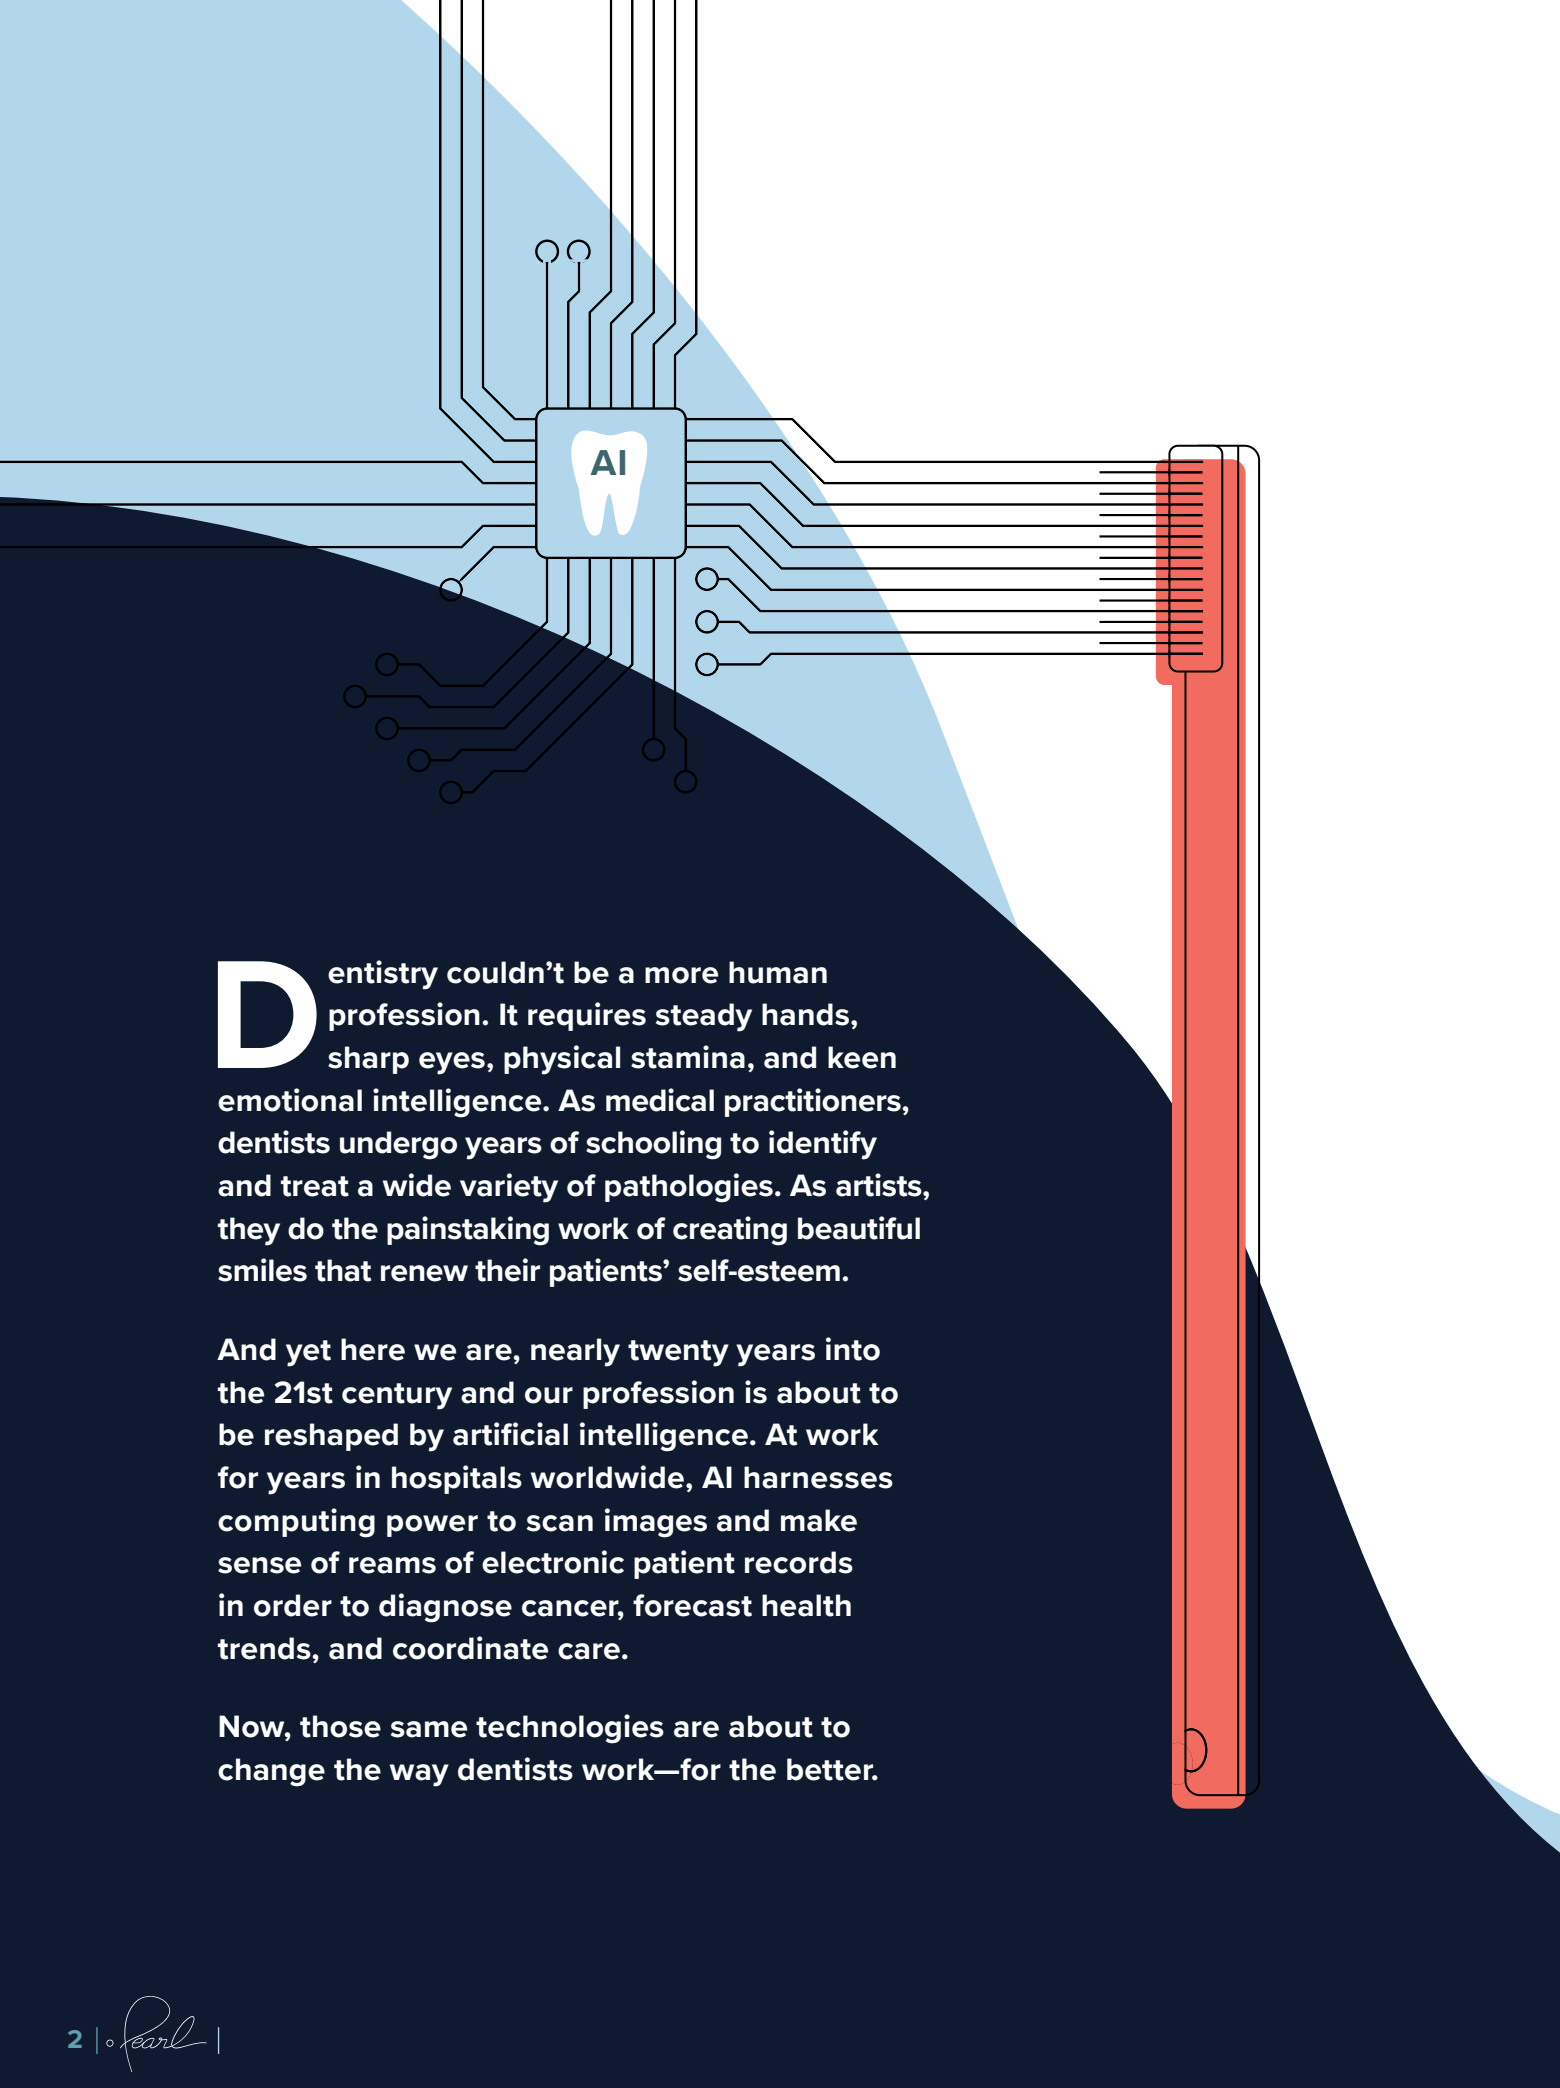 AI
Dentistry couldn’t be a more human
profession. It requires steady hands,
sharp eyes, physical stamina, and keen
emotional intelligence. As medical practitioners,
dentists undergo years of schooling to identify
and treat a wide variety of pathologies. As artists,
they do the painstaking work of creating beautiful
smiles that renew their patients’ self-esteem.
And yet here we are, nearly twenty years into
the 21st century and our profession is about to
be reshaped by artificial intelligence. At work
for years in hospitals worldwide, AI harnesses
computing power to scan images and make
sense of reams of electronic patient records
in order to diagnose cancer, forecast health
trends, and coordinate care.
Now, those same technologies are about to
change the way dentists work—for the better.
2 | Pearl |